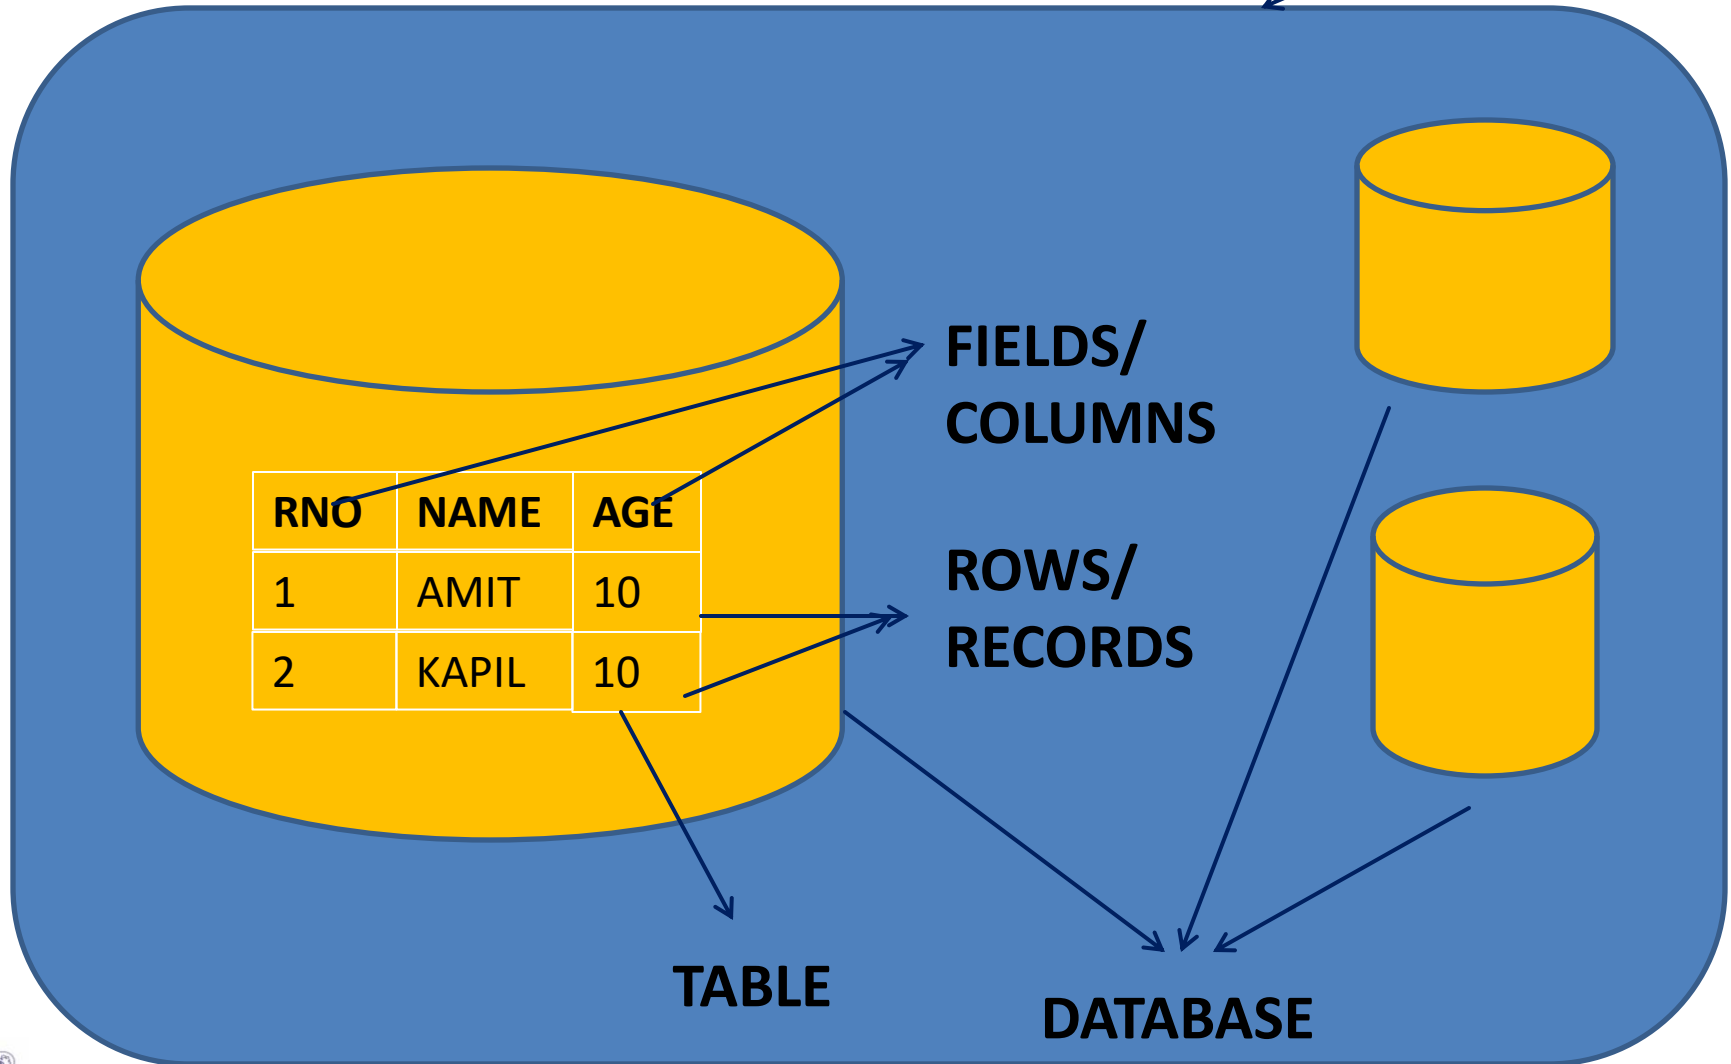 FIELDS/
COLUMNS
RNO NAME AGE
1 AMIT 10
2 KAPIL 10
ROWS/
RECORDS
TABLE
DATABASE